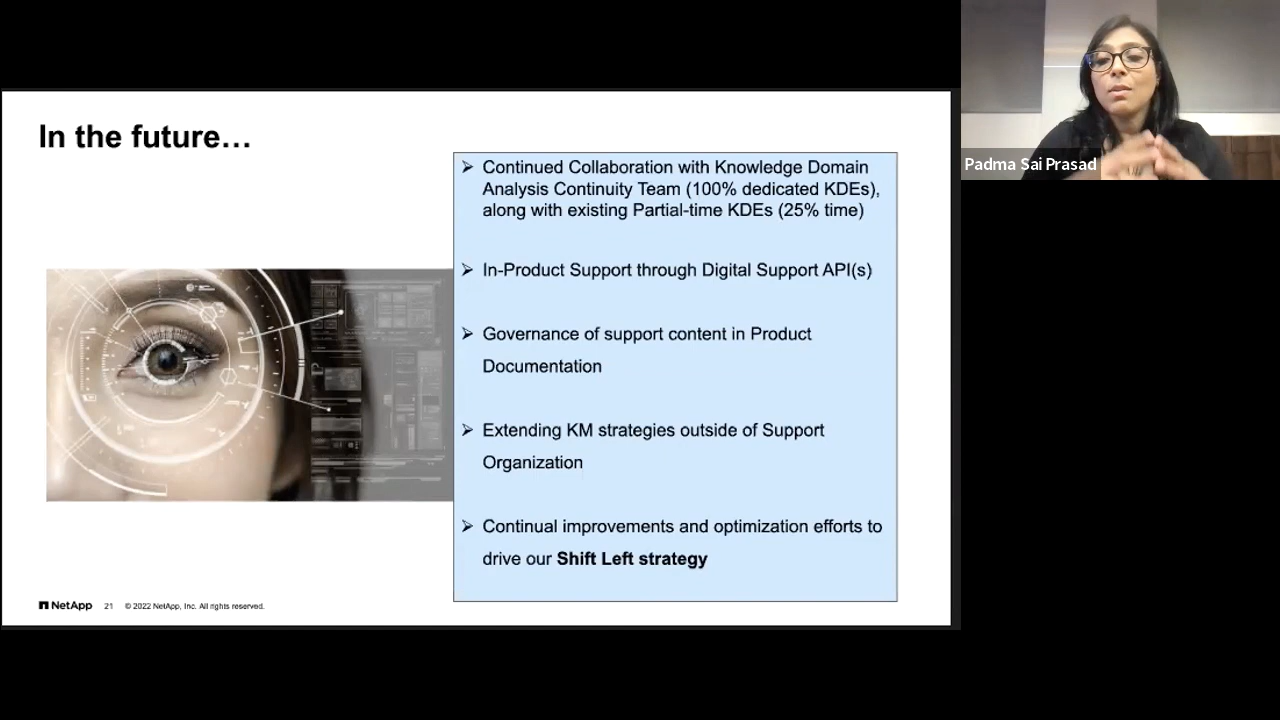 In the future…
➢ Continued Collaboration with Knowledge Domain
Analysis Continuity Team (100% dedicated KDEs),
along with existing Partial-time KDEs (25% time)
➢ In-Product Support through Digital Support API(s)
➢ Governance of support content in Product
Documentation
➢ Extending KM strategies outside of Support
Organization
➢ Continual improvements and optimization efforts to
drive our Shift Left strategy
NetApp 21 © 2022 NetApp, Inc. All rights reserved.
Padma Sai Prasad